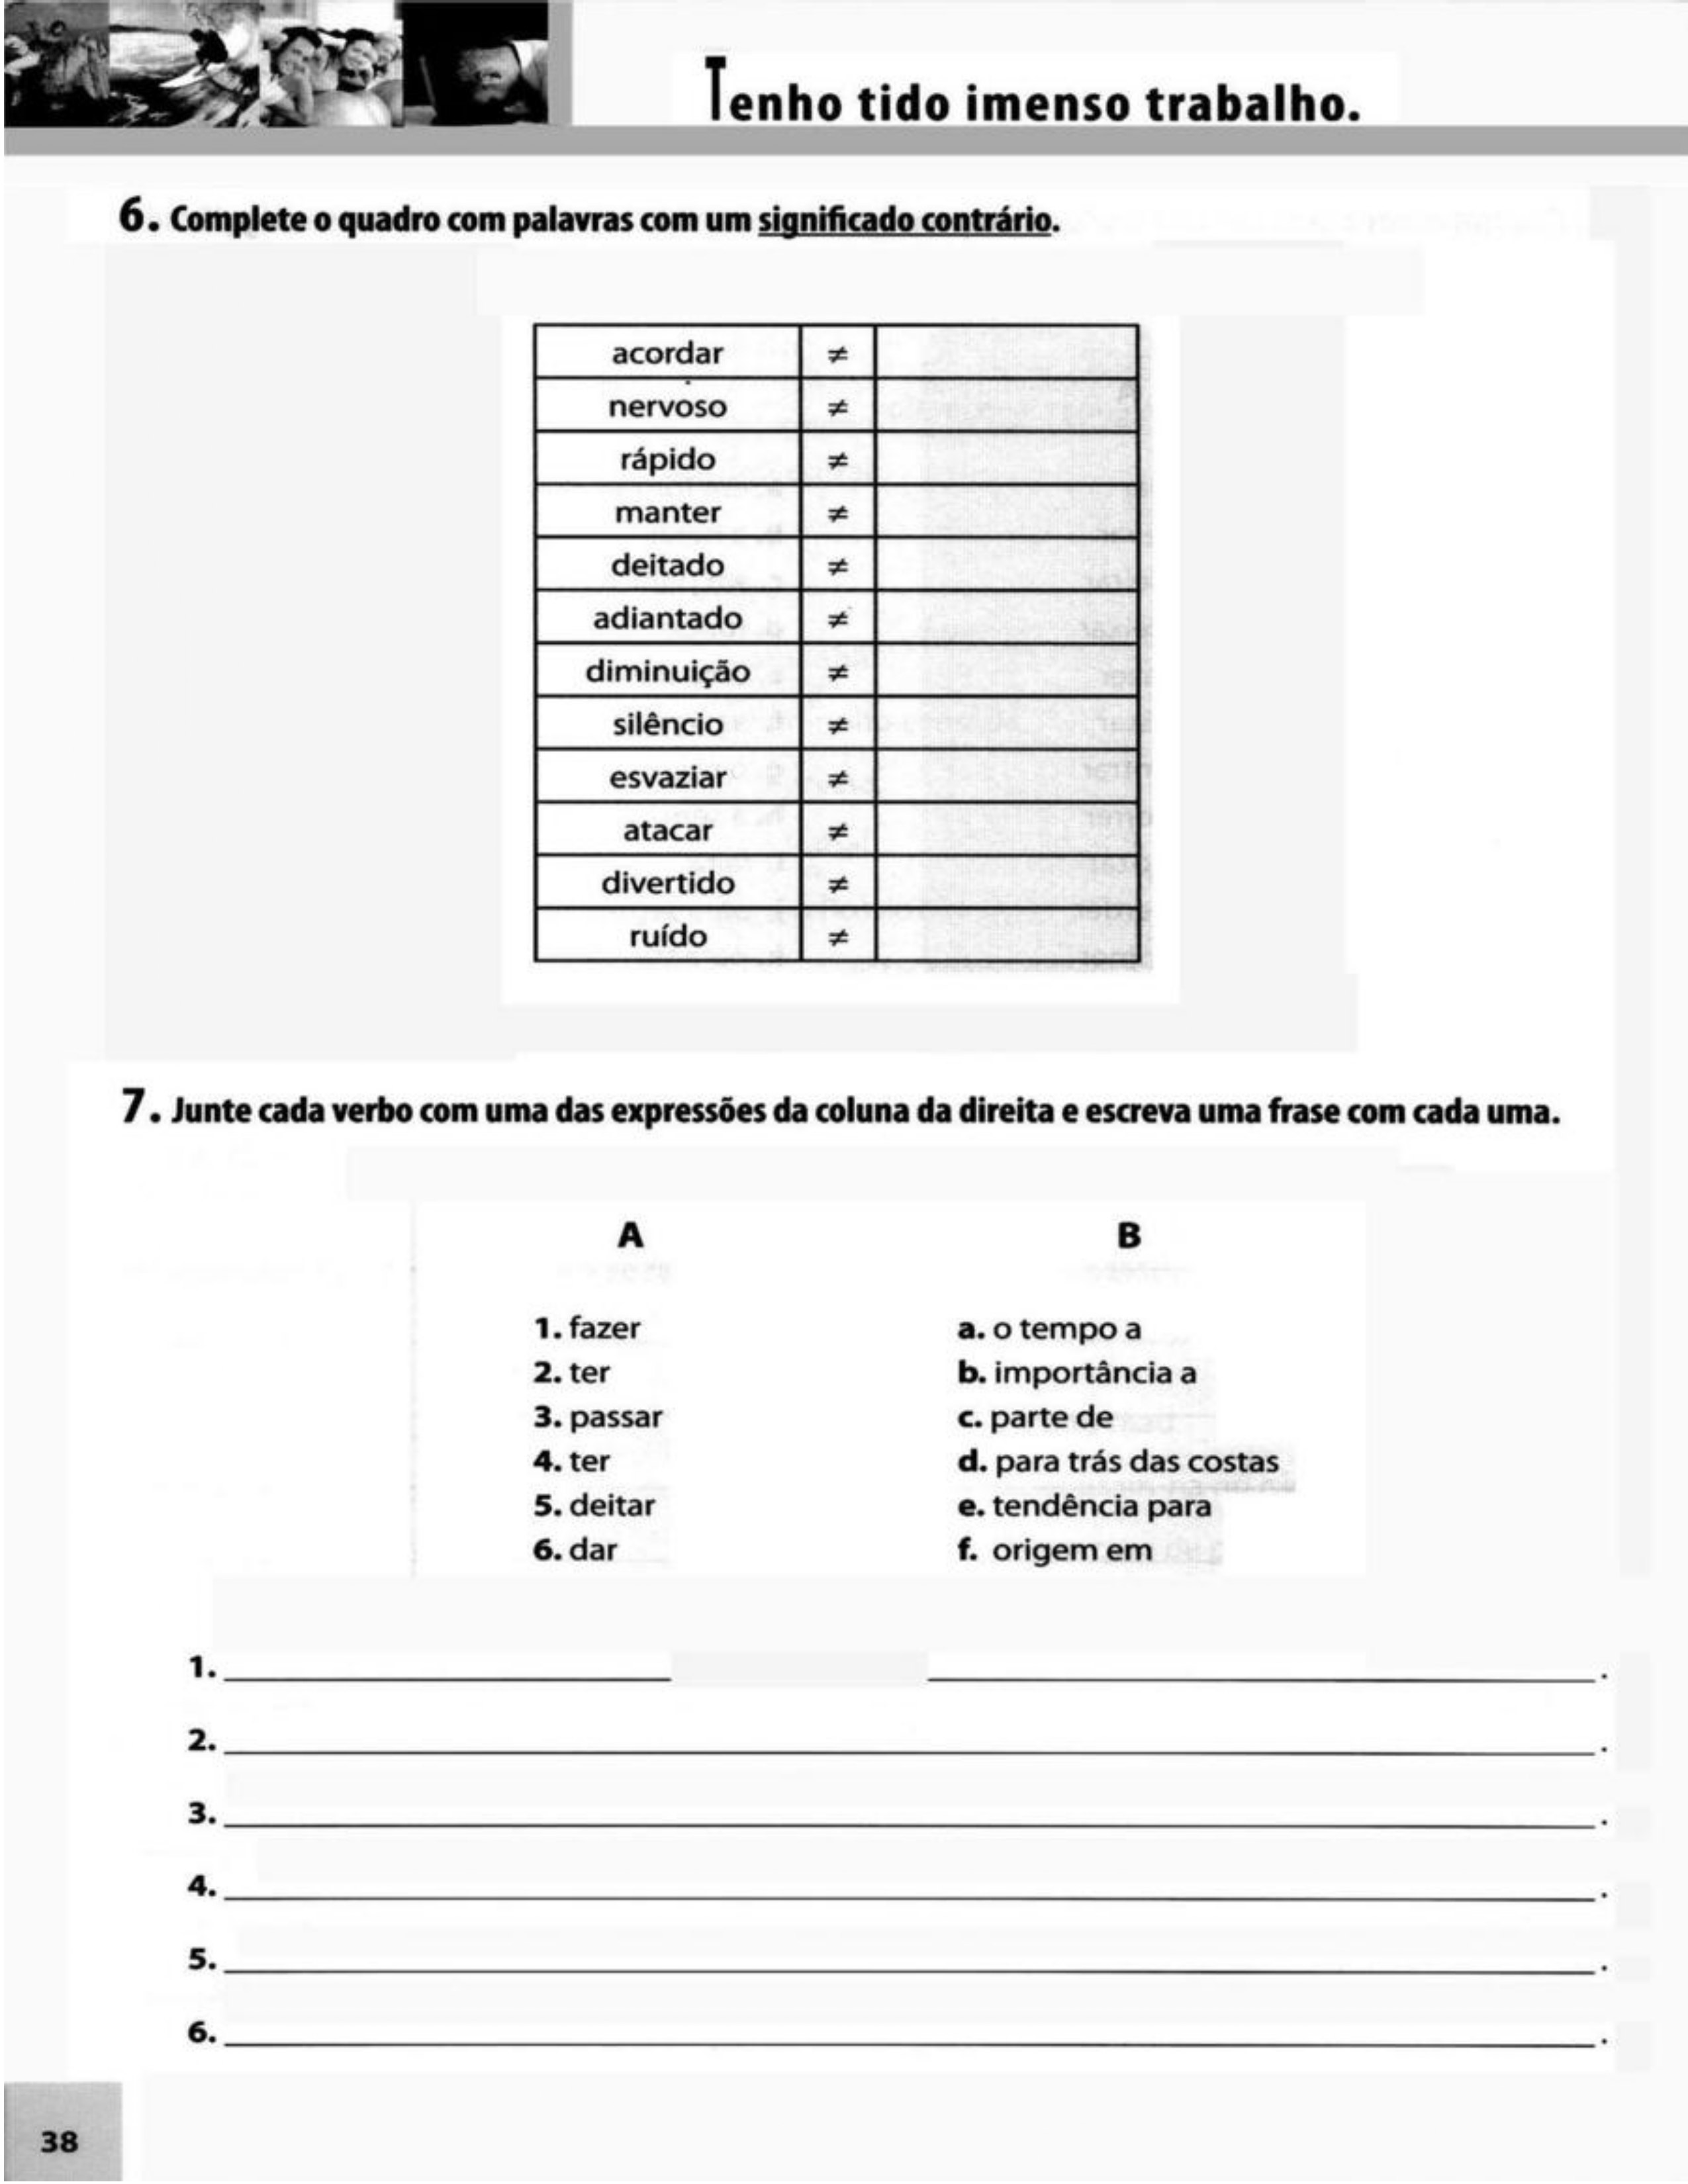 Tenho tido imenso trabalho.
6. Complete o quadro com palavras com um significado contrário.
acordar ≠
nervoso ≠
rápido ≠
manter ≠
deitado ≠
adiantado ≠
diminuição ≠
silêncio ≠
esvaziar ≠
atacar ≠
divertido ≠
ruído ≠
7. Junte cada verbo com uma das expressões da coluna da direita e escreva uma frase com cada uma.
A B
1. fazer a. o tempo a
2. ter b. importância a
3. passar c. parte de
4. ter d. para trás das costas
5. deitar e. tendência para
6. dar f. origem em
1. .
2. .
3. .
4. .
5. .
6. .
38